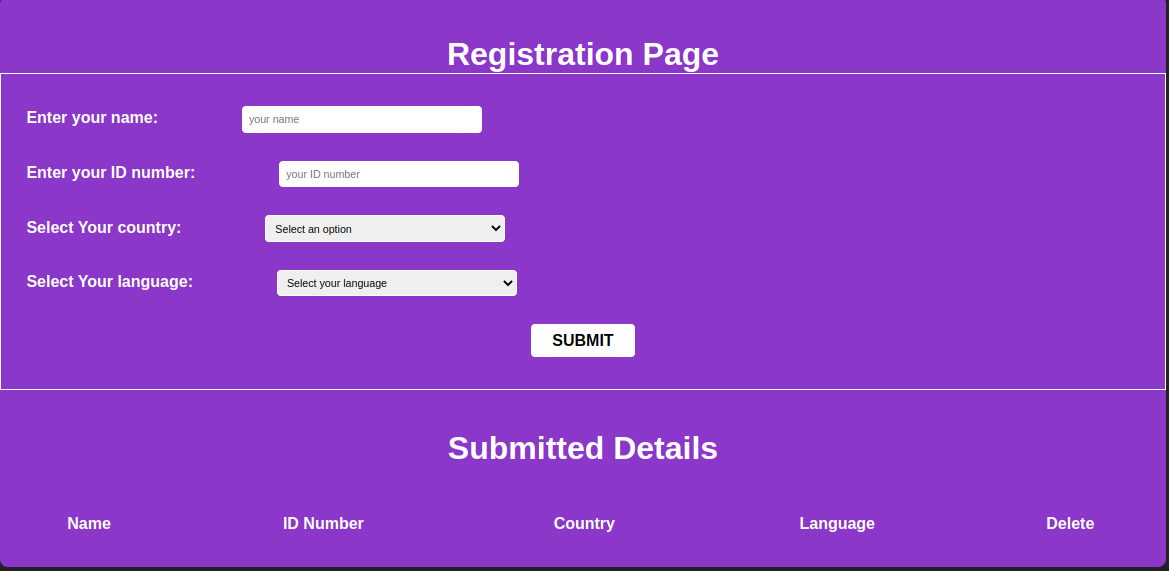 Registration Page
Enter your name: your name
Enter your ID number: your ID number
Select Your country: Select an option
Select Your language: Select your language
SUBMIT
Submitted Details
Name ID Number Country Language Delete